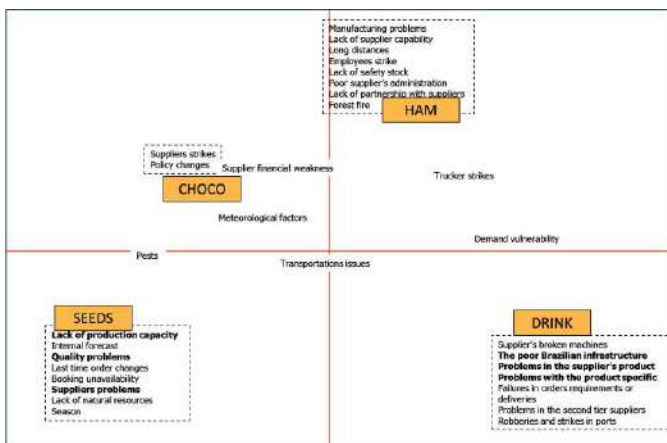 Manufacturing problems
Lack of supplier capability
Long distances
Employees strike
Lack of safety stock
Poor supplier's administration
Lack of partnership with suppliers
Forest fire
HAM
Suppliers strikes
Policy changes
Supplier financial weakness
Trucker strikes
CHOCO
Meteorological factors
Demand vulnerability
Pests
Transportations issues
SEEDS
Lack of production capacity
Internal forecast
Quality problems
Last time order changes
Booking unavailability
Suppliers problems
Lack of natural resources
Season
DRINK
Supplier's broken machines
The poor Brazilian infrastructure
Problems in the supplier's product
Problems with the product specific
Failures in orders requirements or
deliveries
Problems in the second tier suppliers
Robberies and strikes in ports